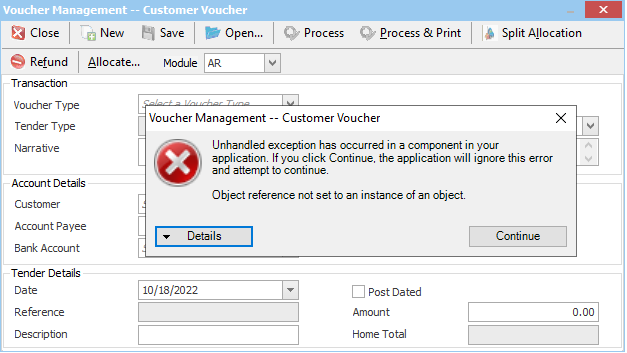 Voucher Management -- Customer Voucher
Close New Save Open... Process Process & Print Split Allocation
Refund Allocate... Module AR
Transaction
Voucher Type Select a Voucher Type
Tender Type
Narrative
Voucher Management -- Customer Voucher
Unhandled exception has occurred in a component in your
application. If you click Continue, the application will ignore this error
and attempt to continue.
Object reference not set to an instance of an object.
Details Continue
Account Details
Customer
Account Payee
Bank Account
Tender Details
Date 10/18/2022 Post Dated
Reference Amount 0.00
Description Home Total